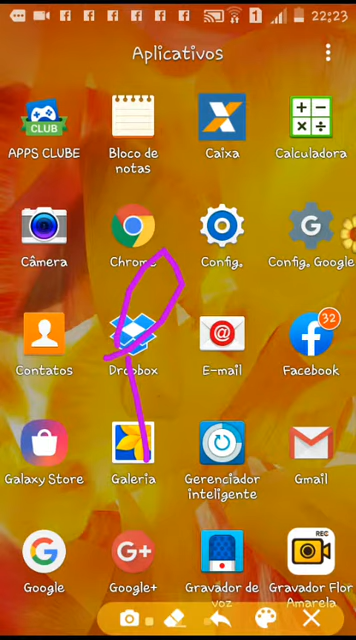 22:23
Aplicativos
CLUB
APPS CLUBE
Bloco de
notas
Caixa
Calculadora
Câmera
Chrome
Config.
Config. Google
Contatos
Dropbox
E-mail
32
Facebook
Galaxy Store
Galeria
Gerenciador
inteligente
Gmail
REC
Google
Google+
Gravador de
voz
Gravador Flor
Amarela